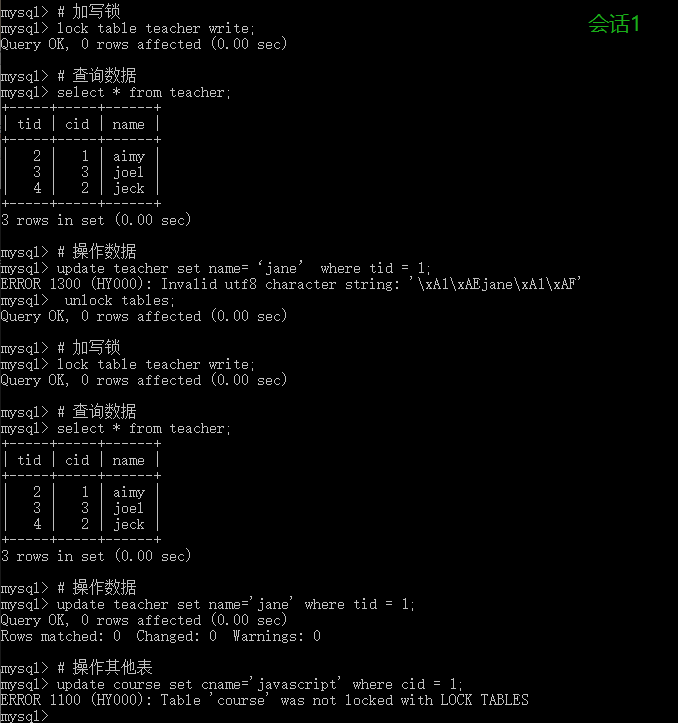 mysql> # 加写锁
会话1
mysql> lock table teacher write;
Query OK, 0 rows affected (0.00 sec)
mysql> # 查询数据
mysql> select * from teacher;
+-----+-----+------+
| tid | cid | name |
+-----+-----+------+
|   2 |   1 | aimy |
|   3 |   3 | joel |
|   4 |   2 | jeck |
+-----+-----+------+
3 rows in set (0.00 sec)
mysql> # 操作数据
mysql> update teacher set name= ‘jane’ where tid = 1;
ERROR 1300 (HY000): Invalid utf8 character string: '\xA1\xAEjane\xA1\xAF'
mysql>  unlock tables;
Query OK, 0 rows affected (0.00 sec)
mysql> # 加写锁
mysql> lock table teacher write;
Query OK, 0 rows affected (0.00 sec)
mysql> # 查询数据
mysql> select * from teacher;
+-----+-----+------+
| tid | cid | name |
+-----+-----+------+
|   2 |   1 | aimy |
|   3 |   3 | joel |
|   4 |   2 | jeck |
+-----+-----+------+
3 rows in set (0.00 sec)
mysql> # 操作数据
mysql> update teacher set name='jane' where tid = 1;
Query OK, 0 rows affected (0.00 sec)
Rows matched: 0  Changed: 0  Warnings: 0
mysql> # 操作其他表
mysql> update course set cname='javascript' where cid = 1;
ERROR 1100 (HY000): Table 'course' was not locked with LOCK TABLES
mysql>